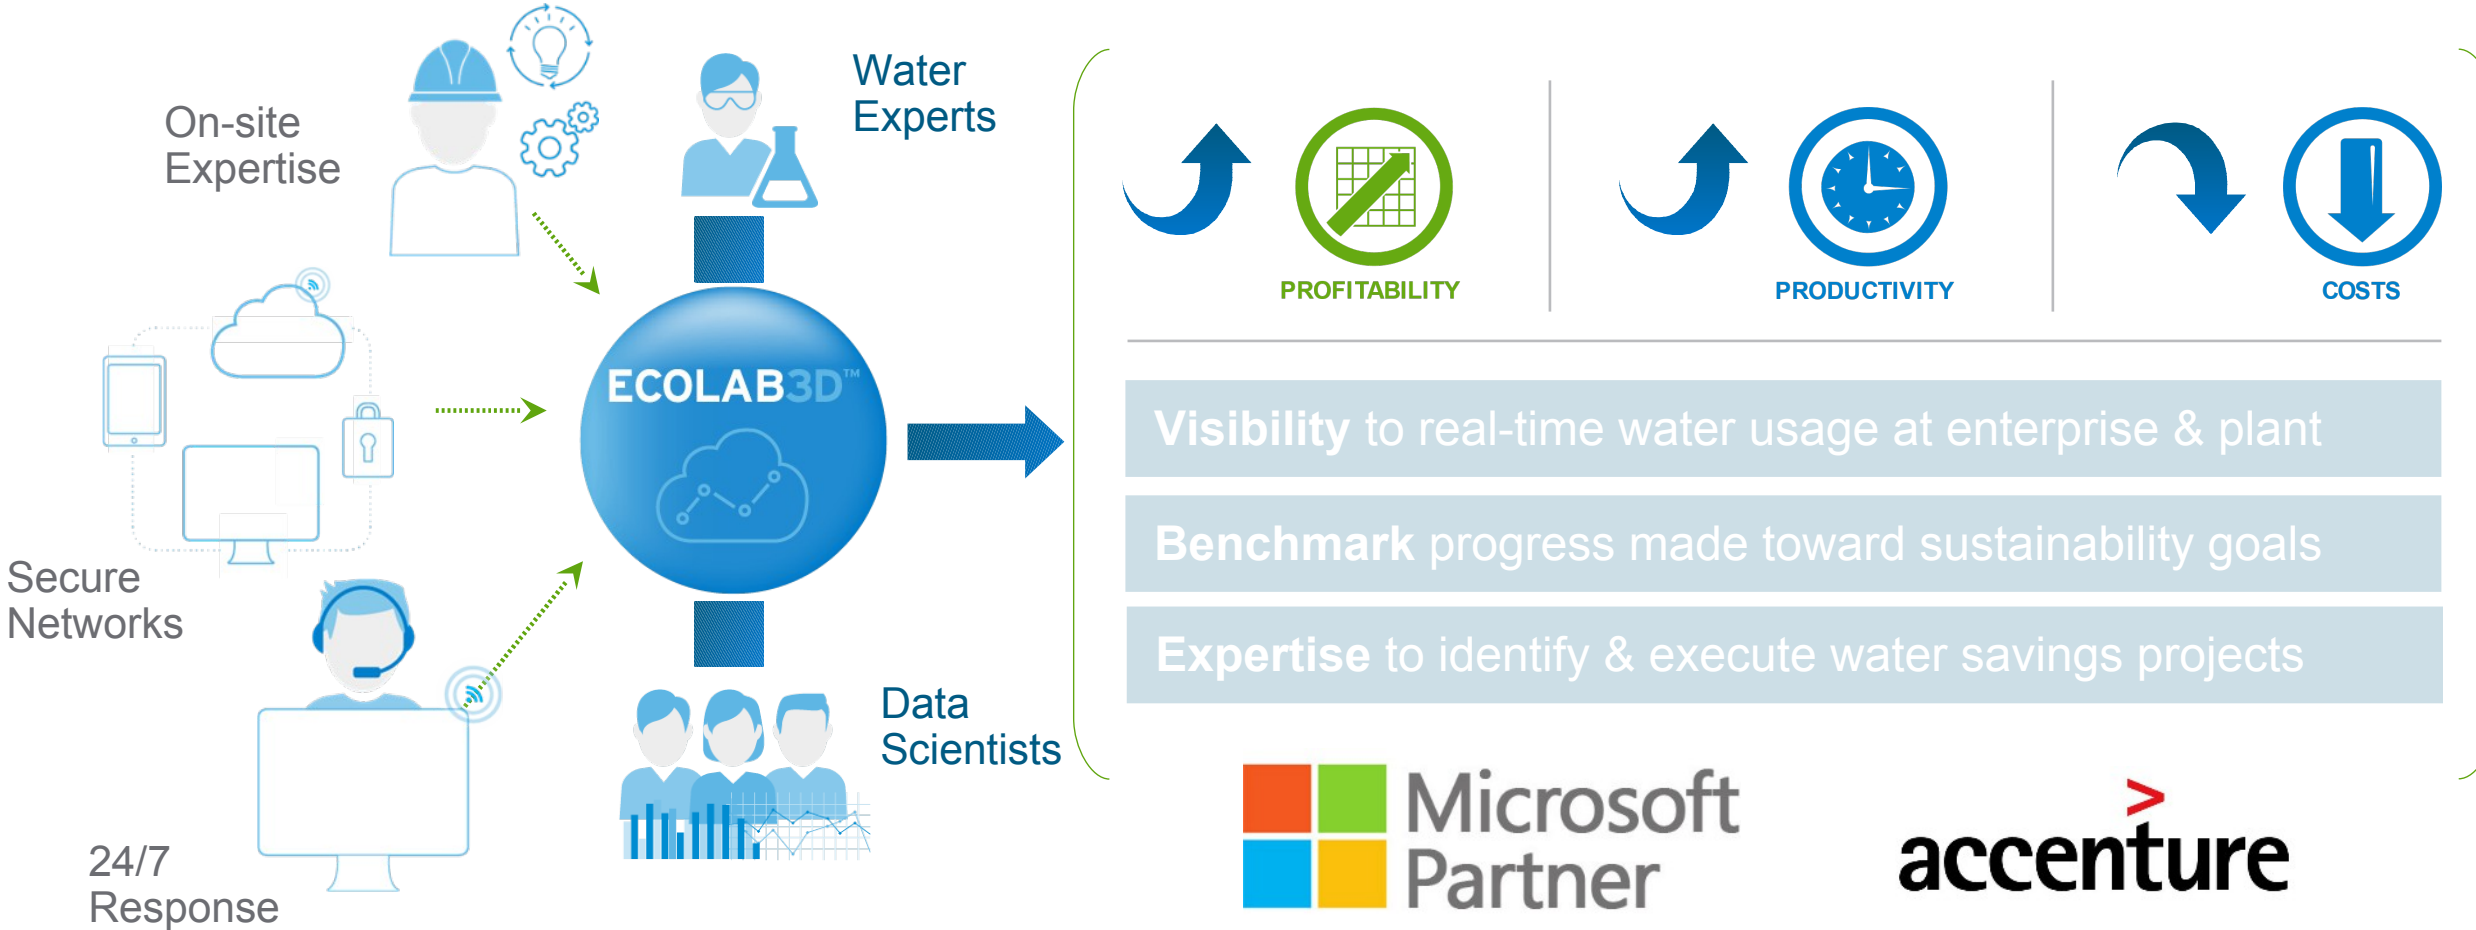 On-site
Expertise
Water
Experts
Secure
Networks
ECOLAB3D™
24/7
Response
Data
Scientists
PROFITABILITY
PRODUCTIVITY
COSTS
Visibility to real-time water usage at enterprise & plant
Benchmark progress made toward sustainability goals
Expertise to identify & execute water savings projects
Microsoft
Partner
>
accenture